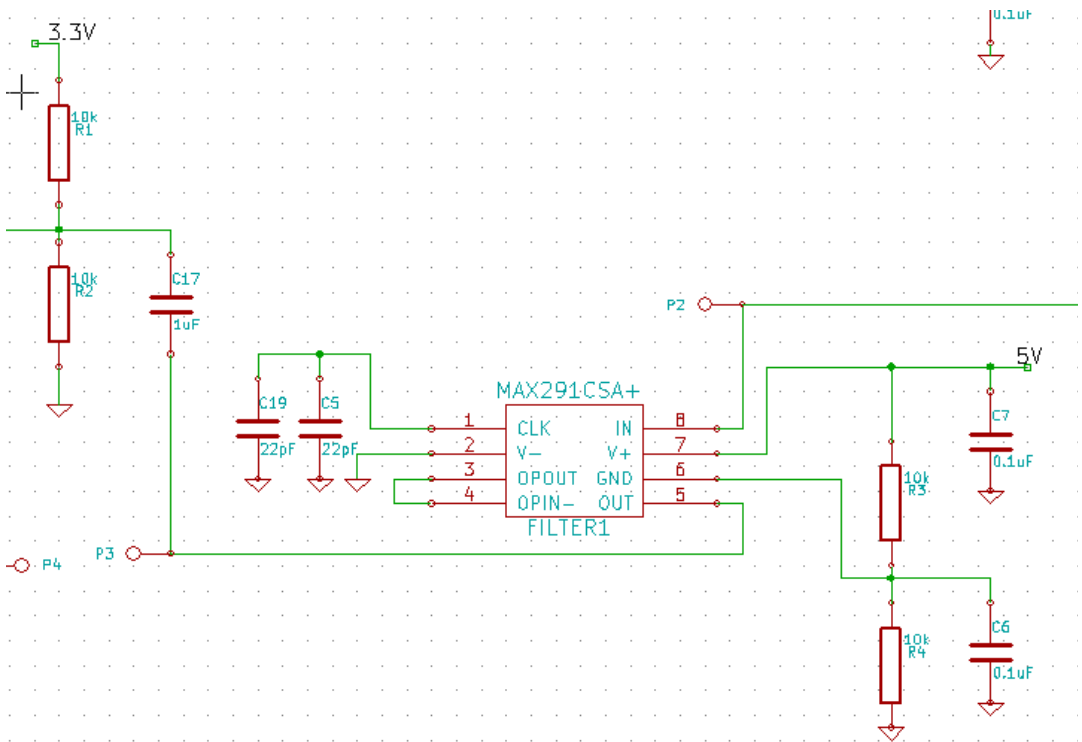 0.1uF
3.3V
10k
R1
10k
R2
C17
1uF
P2
5V
MAX291CSA+
C19
C5
22pF
22pF
1 CLK IN 8
2 V- V+ 7
3 OPOUT GND 6
4 OPIN- OUT 5
FILTER1
C7
0.1uF
10k
R3
P3
P4
C6
0.1uF
10k
R4